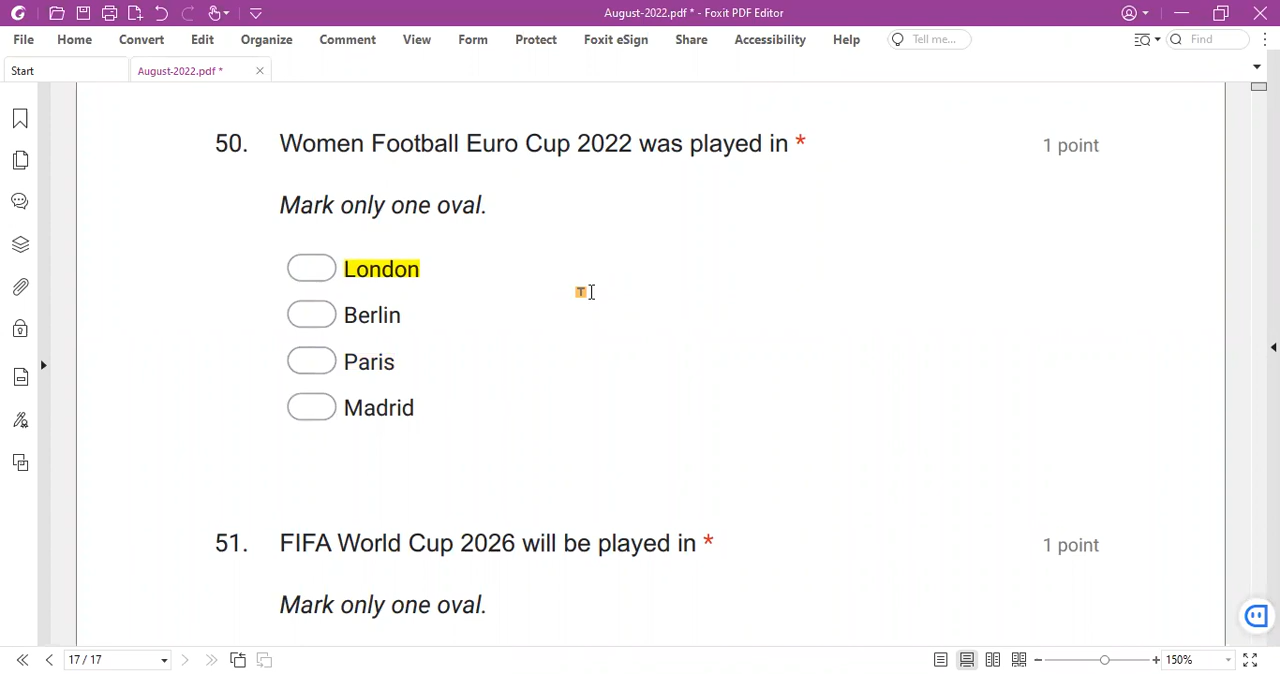 August-2022.pdf * - Foxit PDF Editor
File Home Convert Edit Organize Comment View Form Protect Foxit eSign Share Accessibility Help Tell me... Find
Start August-2022.pdf *
50. Women Football Euro Cup 2022 was played in * 1 point
Mark only one oval.
London
T
Berlin
Paris
Madrid
51. FIFA World Cup 2026 will be played in * 1 point
Mark only one oval.
17 / 17 150%